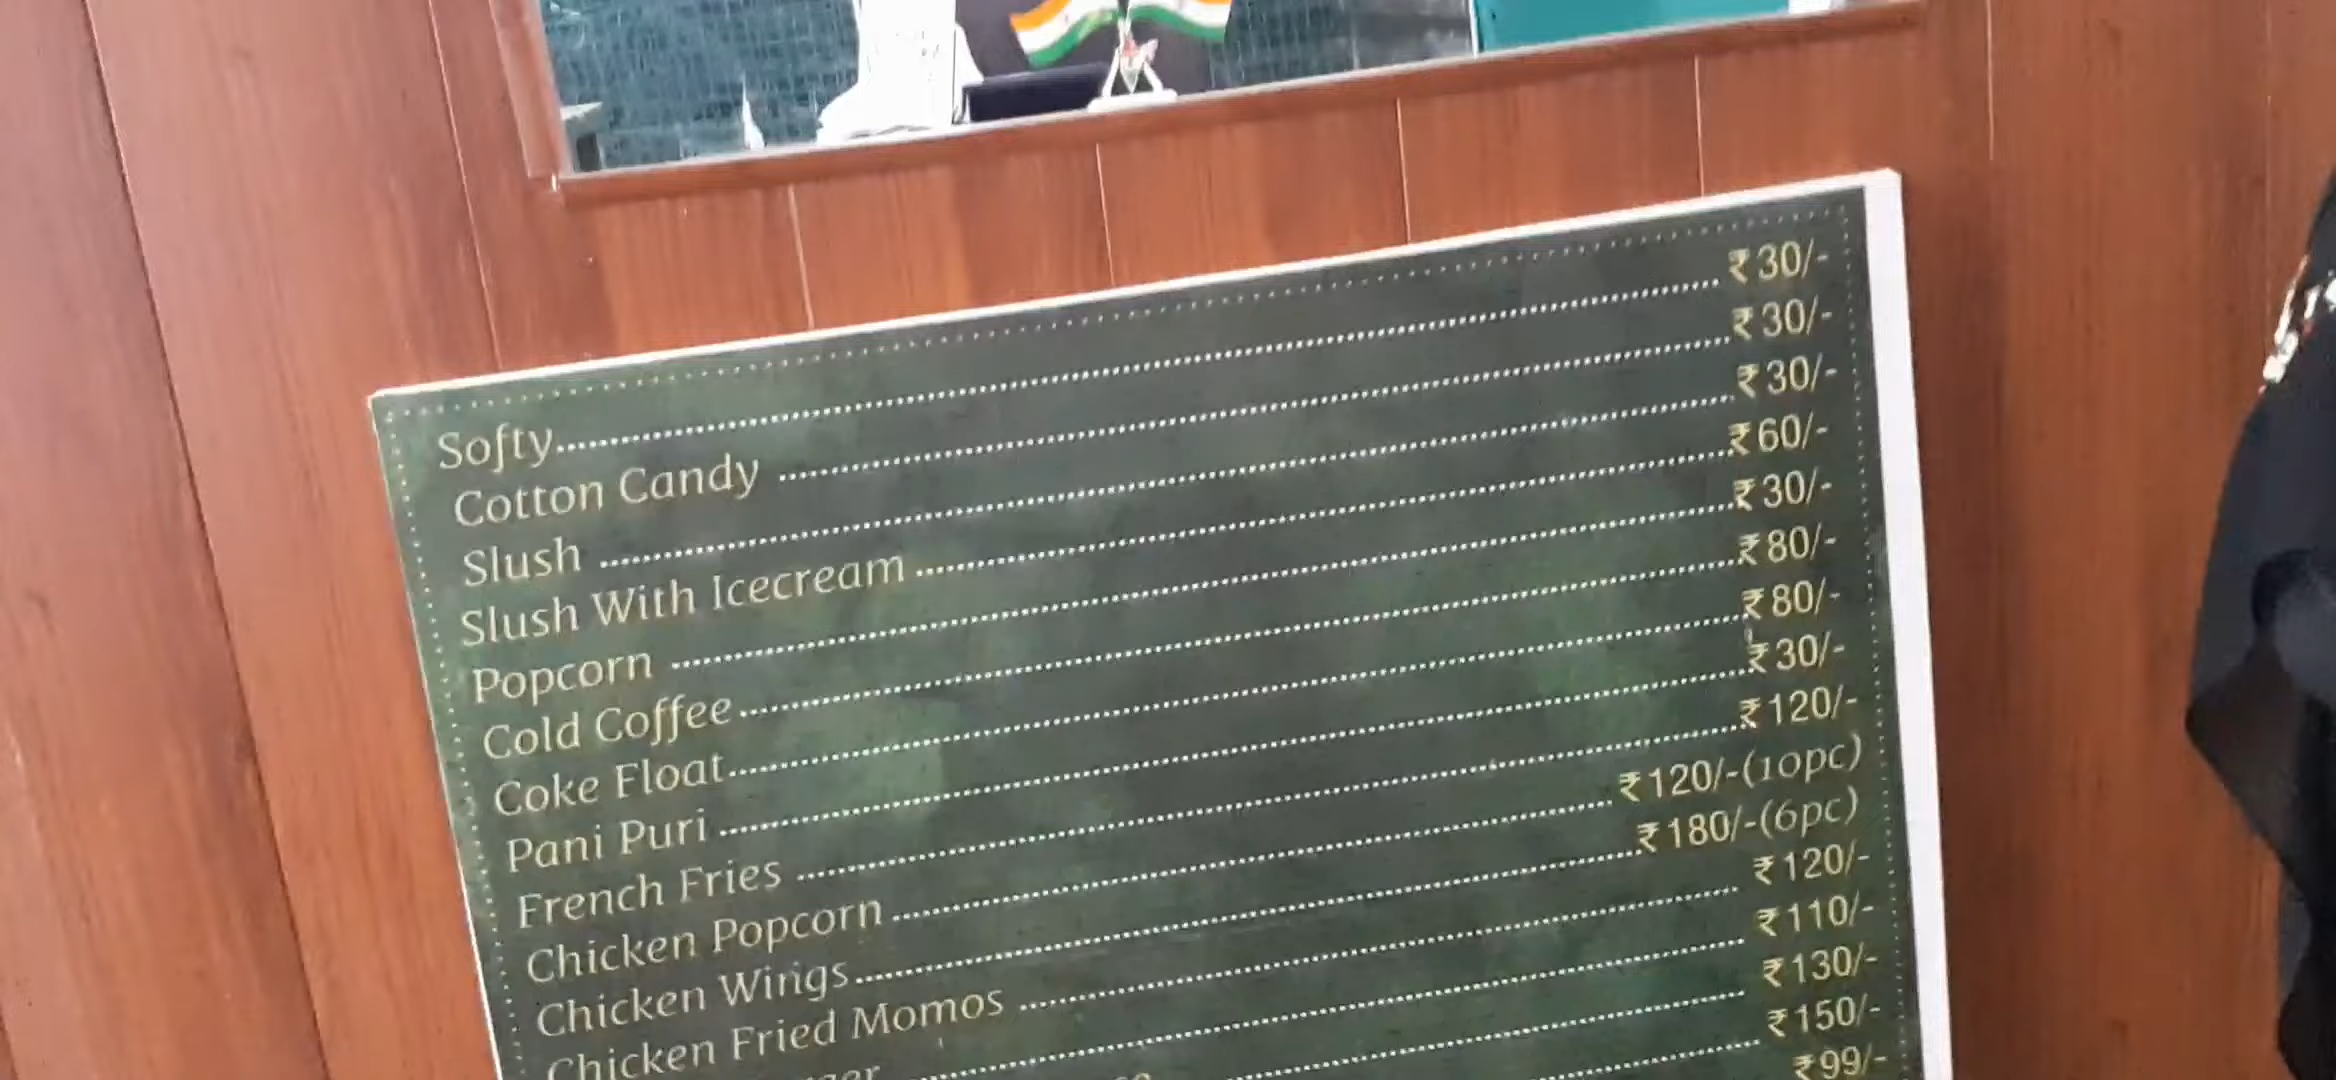 Softy ₹30/-
Cotton Candy ₹30/-
Slush ₹30/-
Slush With Icecream ₹60/-
Popcorn ₹30/-
Cold Coffee ₹80/-
Coke Float ₹80/-
Pani Puri ₹30/-
French Fries ₹120/-
Chicken Popcorn ₹120/-(10pc)
Chicken Wings ₹180/-(6pc)
Chicken Fried Momos ₹120/-
₹110/-
₹130/-
₹150/-
₹99/-